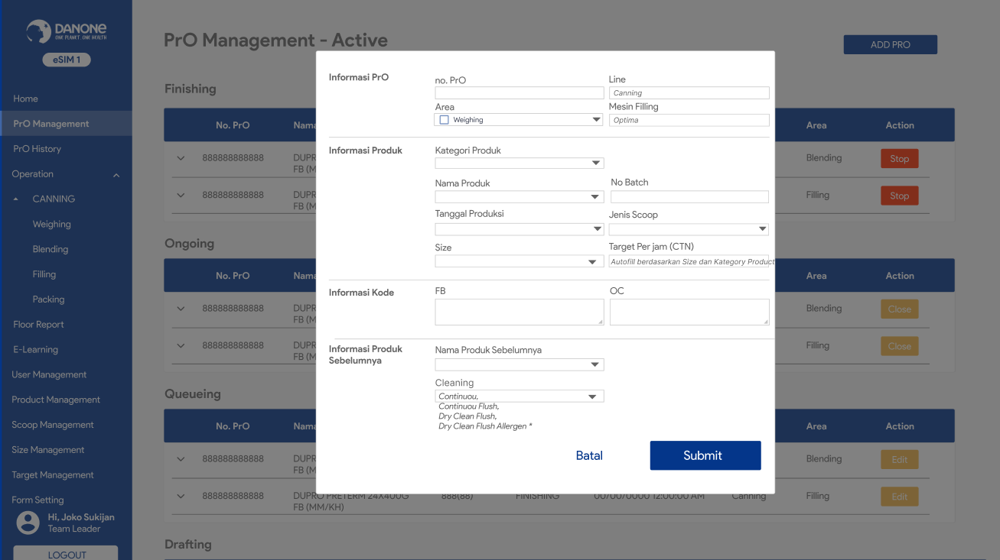 DANONE
ONE PLANET. ONE HEALTH
eSIM 1
Home
PrO Management
PrO History
Operation
CANNING
Weighing
Blending
Filling
Packing
Floor Report
E-Learning
User Management
Product Management
Scoop Management
Size Management
Target Management
Form Setting
Hi, Joko Sukijan
Team Leader
LOGOUT
PrO Management - Active
ADD PRO
Finishing
No. PrO Nama Area Action
888888888888 DUPR Blending Stop
FB (M
888888888888 DUPR Filling Stop
FB (M
Ongoing
No. PrO Nama Area Action
888888888888 DUPR Blending Close
FB (M
888888888888 DUPR Filling Close
FB (M
Queueing
No. PrO Nama Area Action
888888888888 DUPR Blending Edit
FB (M
888888888888 DUPRO PRETERM 24X400G 888(88) FINISHING 00/00/0000 12:00:00 AM Canning Filling Edit
FB (MM/KH)
Drafting
Informasi PrO
no. PrO
Line
Canning
Area
Weighing
Mesin Filling
Optima
Informasi Produk
Kategori Produk
Nama Produk
No Batch
Tanggal Produksi
Jenis Scoop
Size
Target Per jam (CTN)
Autofill berdasarkan Size dan Kategory Product
Informasi Kode
FB
OC
Informasi Produk
Sebelumnya
Nama Produk Sebelumnya
Cleaning
Continuou,
Continuou Flush,
Dry Clean Flush,
Dry Clean Flush Allergen *
Batal
Submit